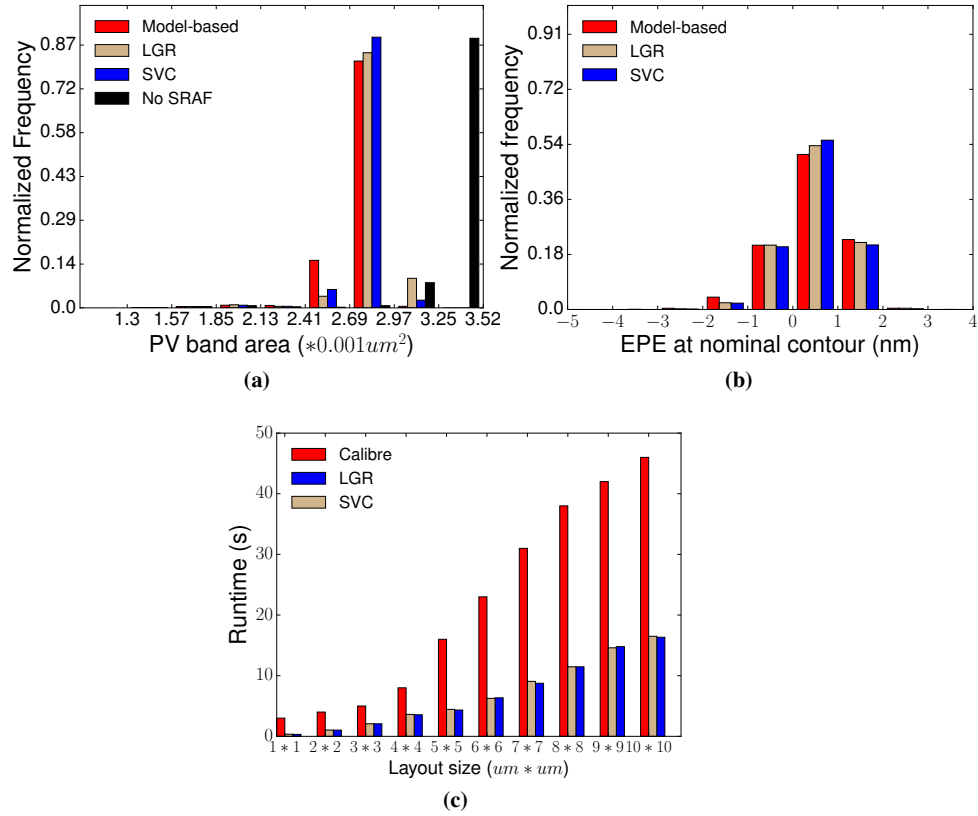 Normalized Frequency
0.87
0.72
0.58
0.43
0.29
0.14
0.0
Model-based
LGR
SVC
No SRAF
1.3 1.57 1.85 2.13 2.41 2.69 2.97 3.25 3.52
PV band area (*0.001um²)
(a)
Normalized frequency
0.91
0.72
0.54
0.36
0.18
0.0
Model-based
LGR
SVC
−5 −4 −3 −2 −1 0 1 2 3 4
EPE at nominal contour (nm)
(b)
Runtime (s)
50
40
30
20
10
0
Calibre
LGR
SVC
1 * 1 2 * 2 3 * 3 4 * 4 5 * 5 6 * 6 7 * 7 8 * 8 9 * 9 10 * 10
Layout size (um * um)
(c)